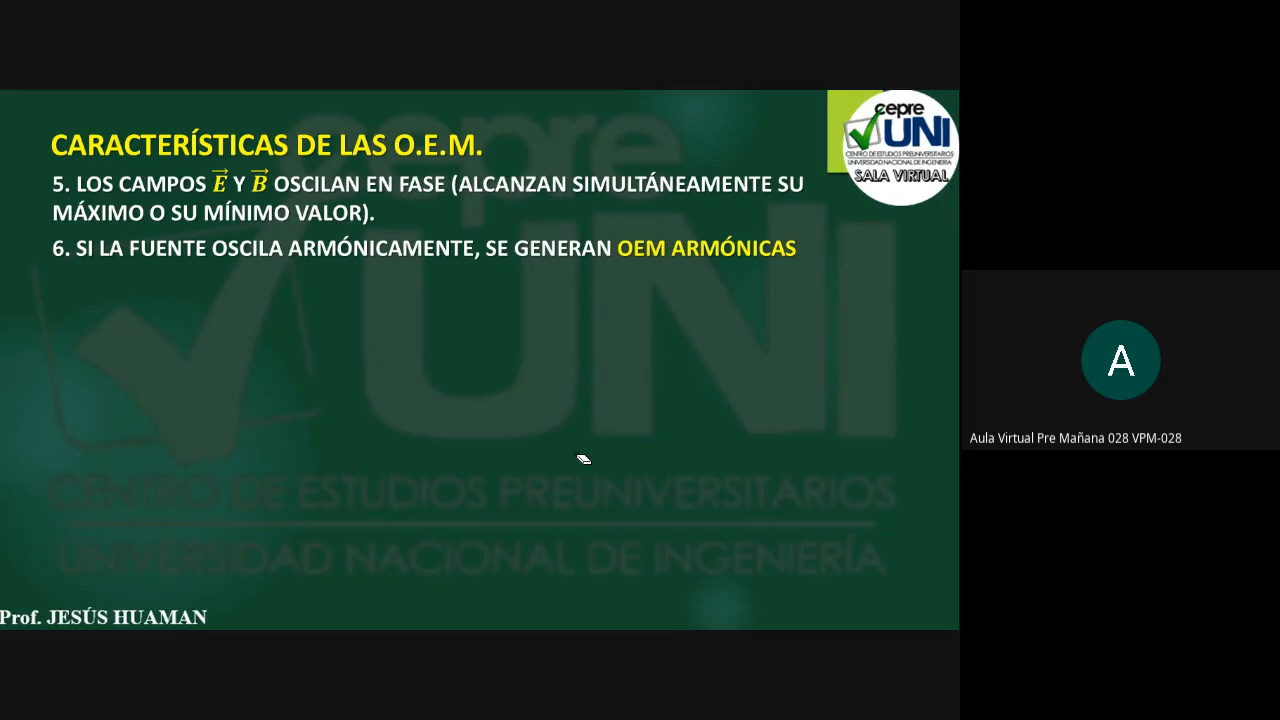 CARACTERÍSTICAS DE LAS O.E.M.
5. LOS CAMPOS E⃗ Y B⃗ OSCILAN EN FASE (ALCANZAN SIMULTÁNEAMENTE SU
MÁXIMO O SU MÍNIMO VALOR).
6. SI LA FUENTE OSCILA ARMÓNICAMENTE, SE GENERAN OEM ARMÓNICAS
cepre
UNI
CENTRO DE ESTUDIOS PREUNIVERSITARIOS
UNIVERSIDAD NACIONAL DE INGENIERÍA
SALA VIRTUAL
cepre
UNI
CENTRO DE ESTUDIOS PREUNIVERSITARIOS
UNIVERSIDAD NACIONAL DE INGENIERÍA
Prof. JESÚS HUAMAN
A
Aula Virtual Pre Mañana 028 VPM-028